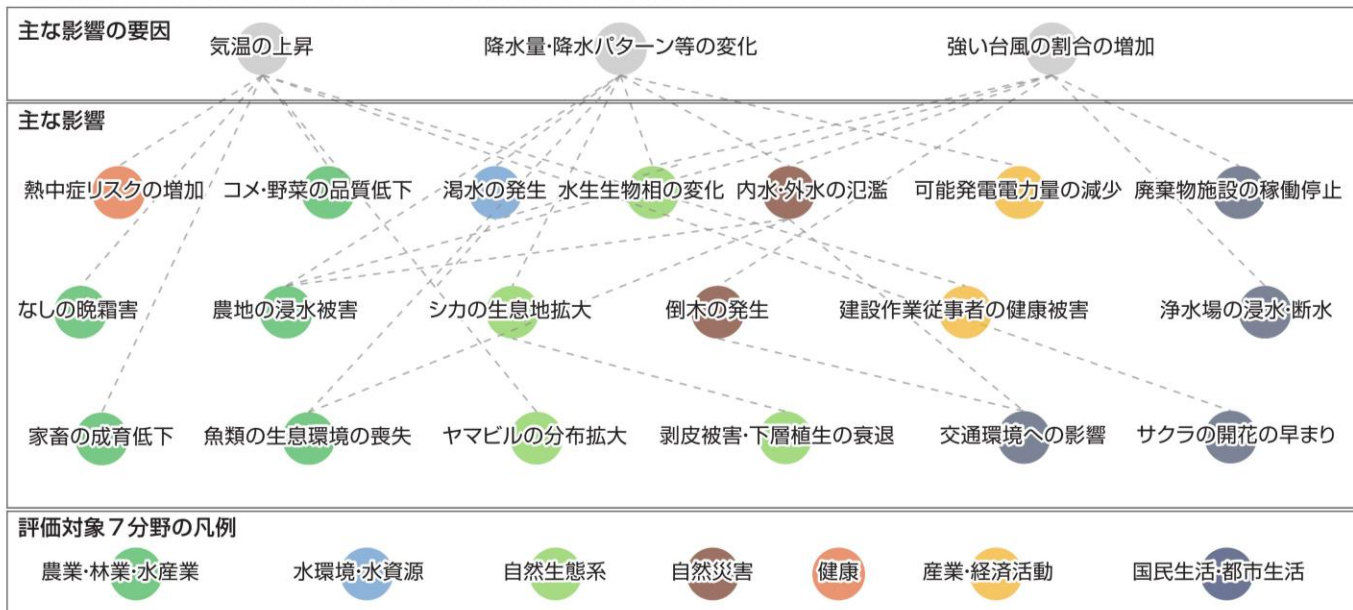 主な影響の要因
気温の上昇
降水量・降水パターン等の変化
強い台風の割合の増加
主な影響
熱中症リスクの増加
コメ・野菜の品質低下
渇水の発生
水生生物相の変化
内水・外水の氾濫
可能発電電力量の減少
廃棄物施設の稼働停止
なしの晩霜害
農地の浸水被害
シカの生息地拡大
倒木の発生
建設作業従事者の健康被害
浄水場の浸水・断水
家畜の成育低下
魚類の生息環境の喪失
ヤマビルの分布拡大
剥皮被害・下層植生の衰退
交通環境への影響
サクラの開花の早まり
評価対象7分野の凡例
農業・林業・水産業
水環境・水資源
自然生態系
自然災害
健康
産業・経済活動
国民生活・都市生活